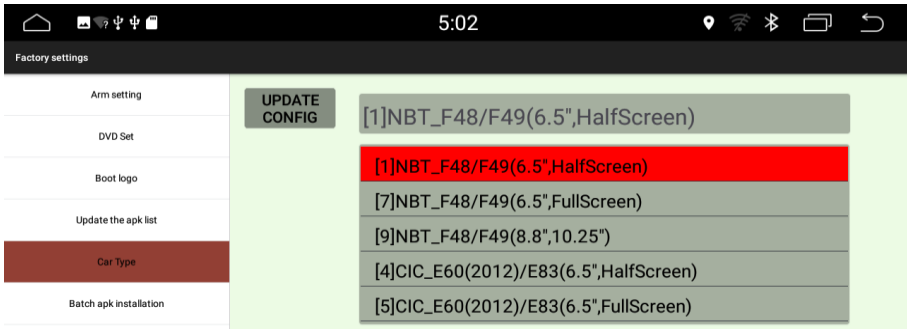 5:02
Factory settings
Arm setting
DVD Set
Boot logo
Update the apk list
Car Type
Batch apk installation
UPDATE
CONFIG
[1]NBT_F48/F49(6.5",HalfScreen)
[1]NBT_F48/F49(6.5",HalfScreen)
[7]NBT_F48/F49(6.5",FullScreen)
[9]NBT_F48/F49(8.8",10.25")
[4]CIC_E60(2012)/E83(6.5",HalfScreen)
[5]CIC_E60(2012)/E83(6.5",FullScreen)